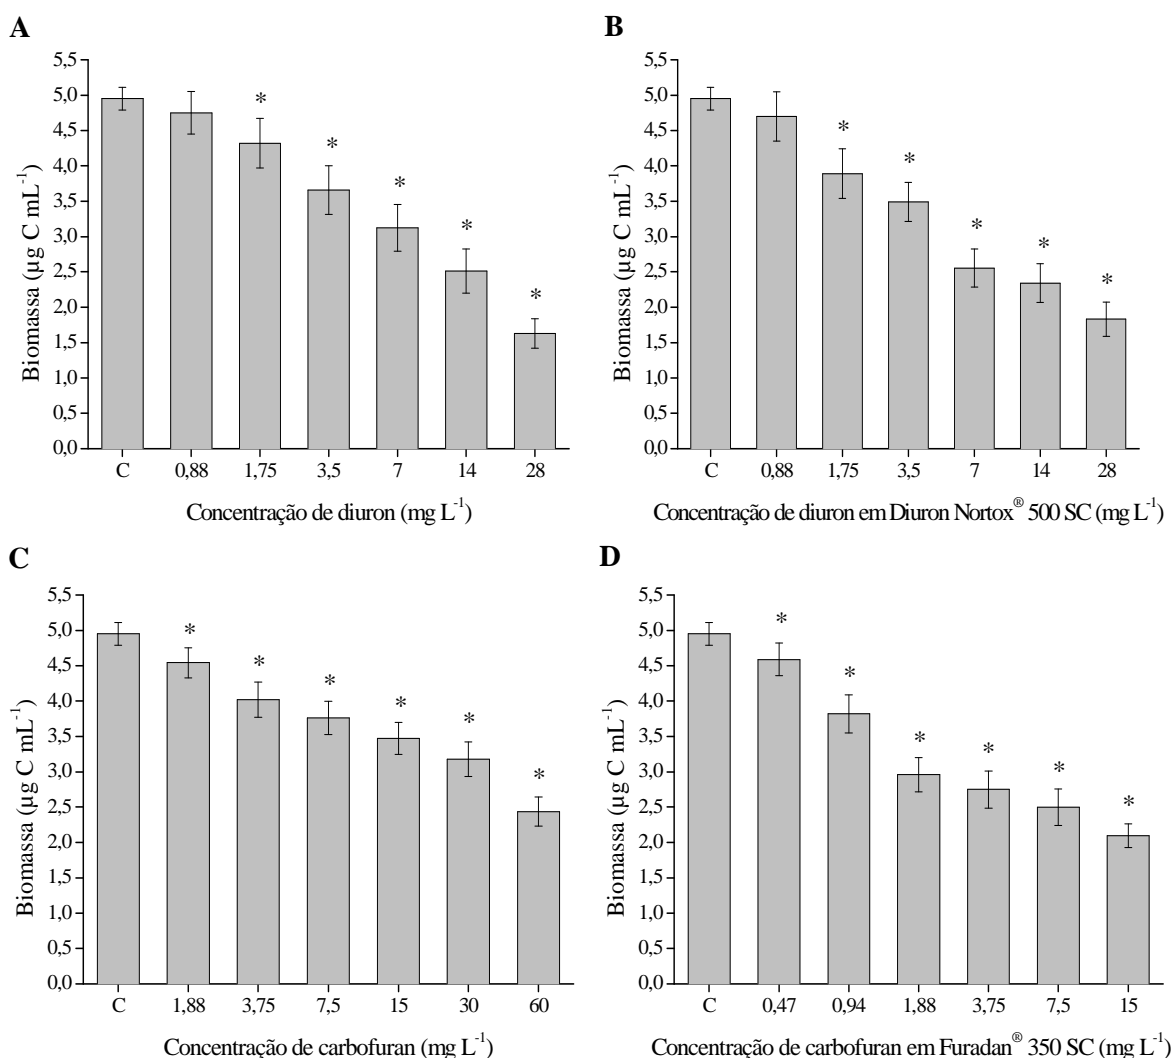 A
5,5
5,0
4,5
4,0
3,5
3,0
2,5
2,0
1,5
1,0
0,5
0,0
Biomassa (µg C mL⁻¹)
* * * * *
C 0,88 1,75 3,5 7 14 28
Concentração de diuron (mg L⁻¹)
B
5,5
5,0
4,5
4,0
3,5
3,0
2,5
2,0
1,5
1,0
0,5
0,0
Biomassa (µg C mL⁻¹)
* * * * *
C 0,88 1,75 3,5 7 14 28
Concentração de diuron em Diuron Nortox® 500 SC (mg L⁻¹)
C
5,5
5,0
4,5
4,0
3,5
3,0
2,5
2,0
1,5
1,0
0,5
0,0
Biomassa (µg C mL⁻¹)
* * * * * *
C 1,88 3,75 7,5 15 30 60
Concentração de carbofuran (mg L⁻¹)
D
5,5
5,0
4,5
4,0
3,5
3,0
2,5
2,0
1,5
1,0
0,5
0,0
Biomassa (µg C mL⁻¹)
* * * * * *
C 0,47 0,94 1,88 3,75 7,5 15
Concentração de carbofuran em Furadan® 350 SC (mg L⁻¹)